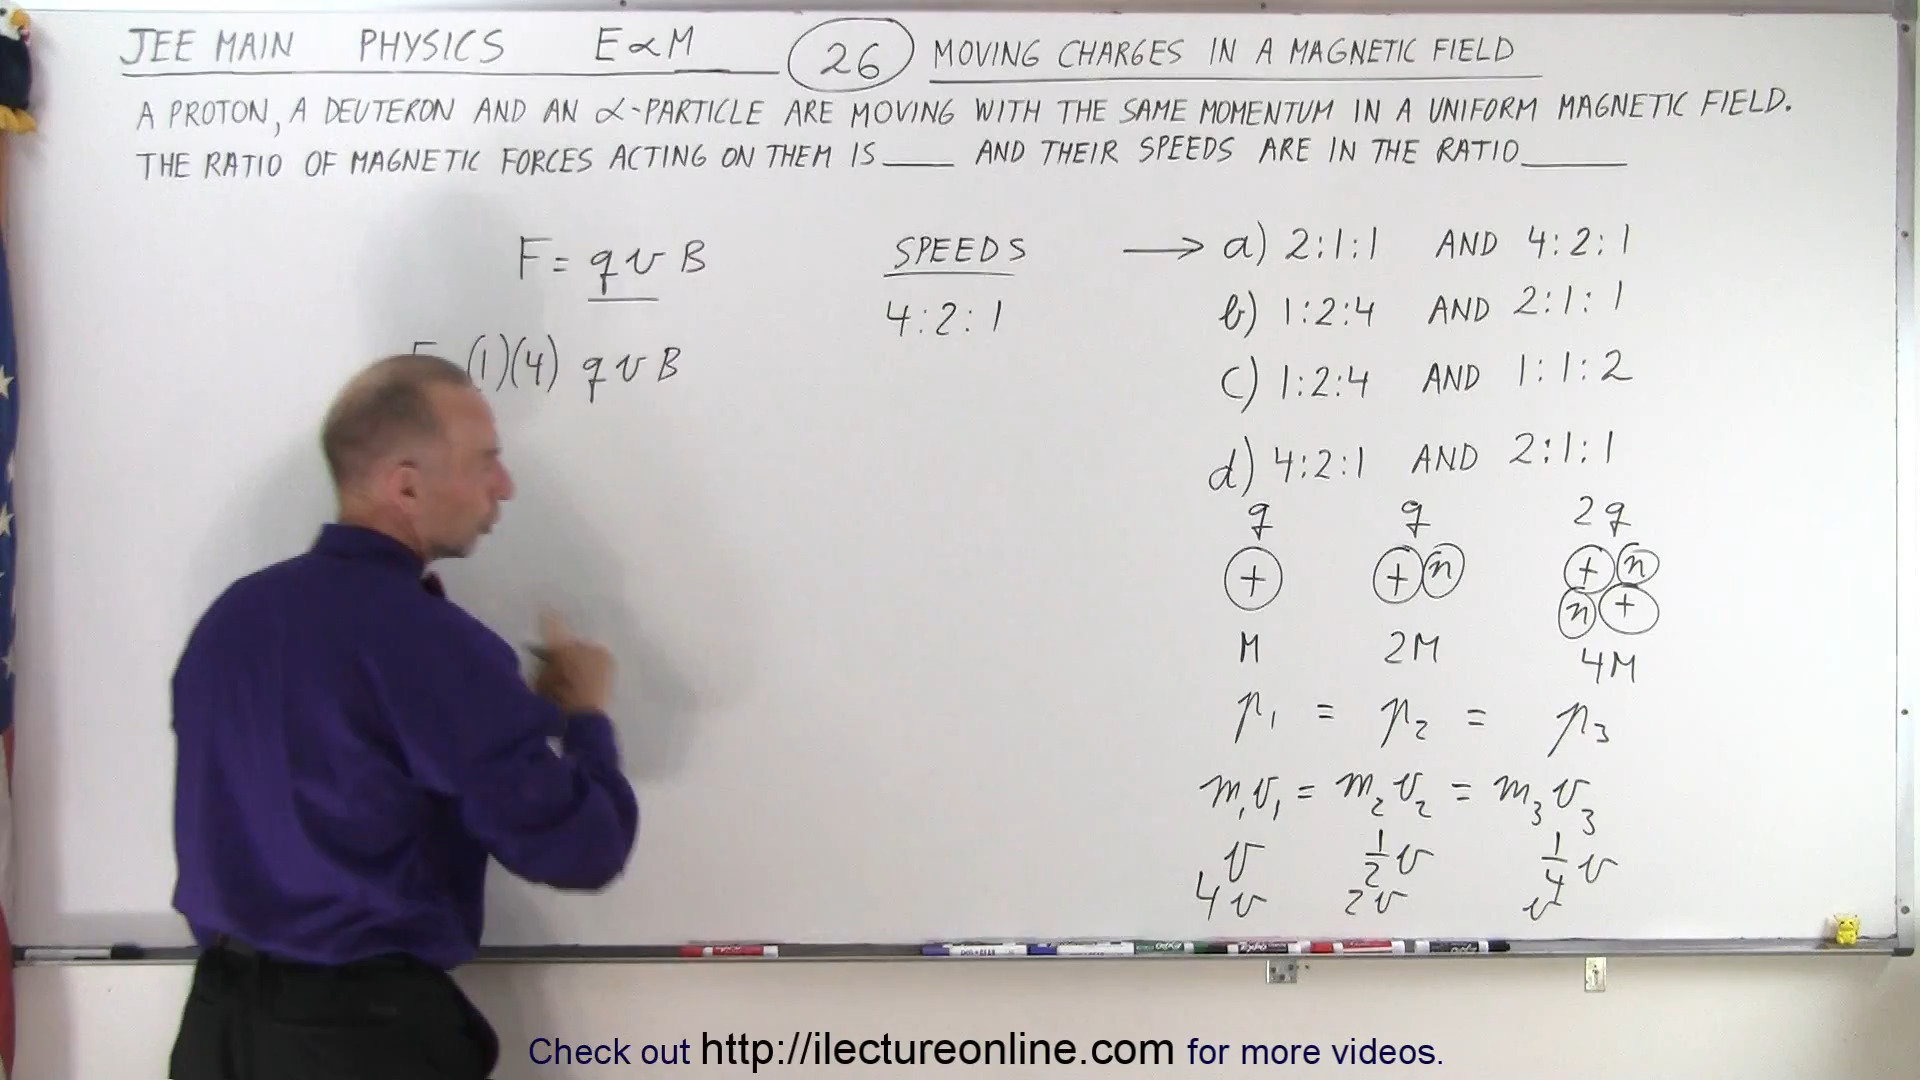 JEE MAIN PHYSICS E∝M 26 MOVING CHARGES IN A MAGNETIC FIELD
A PROTON, A DEUTERON AND AN α-PARTICLE ARE MOVING WITH THE SAME MOMENTUM IN A UNIFORM MAGNETIC FIELD.
THE RATIO OF MAGNETIC FORCES ACTING ON THEM IS ____ AND THEIR SPEEDS ARE IN THE RATIO ______
F = q v B
(1)(4) q v B
SPEEDS
4:2:1
→ a) 2:1:1 AND 4:2:1
b) 1:2:4 AND 2:1:1
c) 1:2:4 AND 1:1:2
d) 4:2:1 AND 2:1:1
q q 2q
+ + n + n
n +
M 2M 4M
p₁ = p₂ = p₃
m₁v₁ = m₂v₂ = m₃v₃
v 1/2 v 1/4 v
4v 2v v
Check out http://ilectureonline.com for more videos.